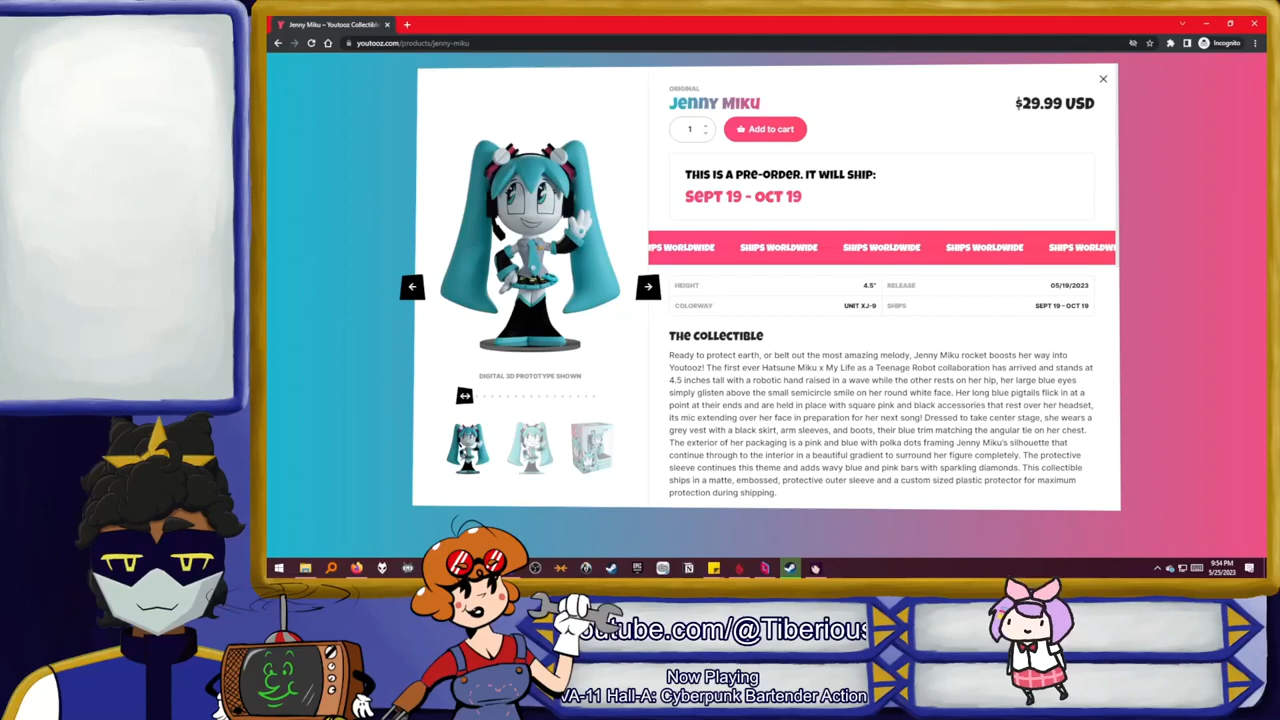 Jenny Miku – Youtooz Collectibl
youtooz.com/products/jenny-miku
Incognito
ORIGINAL
Jenny Miku
$29.99 USD
1
Add to cart
THIS IS A PRE-ORDER. IT WILL SHIP:
SEPT 19 - OCT 19
IPS WORLDWIDE SHIPS WORLDWIDE SHIPS WORLDWIDE SHIPS WORLDWIDE SHIPS WORLDWI
HEIGHT 4.5" RELEASE 05/19/2023
COLORWAY UNIT XJ-9 SHIPS SEPT 19 - OCT 19
THE COLLECTIBLE
Ready to protect earth, or belt out the most amazing melody, Jenny Miku rocket boosts her way into
Youtooz! The first ever Hatsune Miku x My Life as a Teenage Robot collaboration has arrived and stands at
4.5 inches tall with a robotic hand raised in a wave while the other rests on her hip, her large blue eyes
simply glisten above the small semicircle smile on her round white face. Her long blue pigtails flick in at a
point at their ends and are held in place with square pink and black accessories that rest over her headset,
its mic extending over her face in preparation for her next song! Dressed to take center stage, she wears a
grey vest with a black skirt, arm sleeves, and boots, their blue trim matching the angular tie on her chest.
The exterior of her packaging is a pink and blue with polka dots framing Jenny Miku's silhouette that
continue through to the interior in a beautiful gradient to surround her figure completely. The protective
sleeve continues this theme and adds wavy blue and pink bars with sparkling diamonds. This collectible
ships in a matte, embossed, protective outer sleeve and a custom sized plastic protector for maximum
protection during shipping.
DIGITAL 3D PROTOTYPE SHOWN
9:54 PM
5/25/2023
outube.com/@Tiberious
Now Playing
VA-11 Hall-A: Cyberpunk Bartender Action